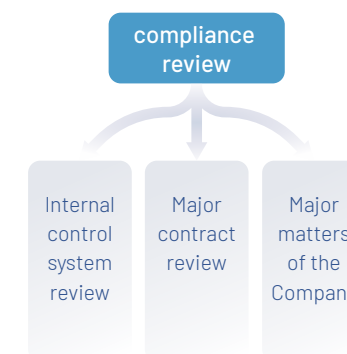 compliance
review
Internal
control
system
review
Major
contract
review
Major
matters
of the
Compan